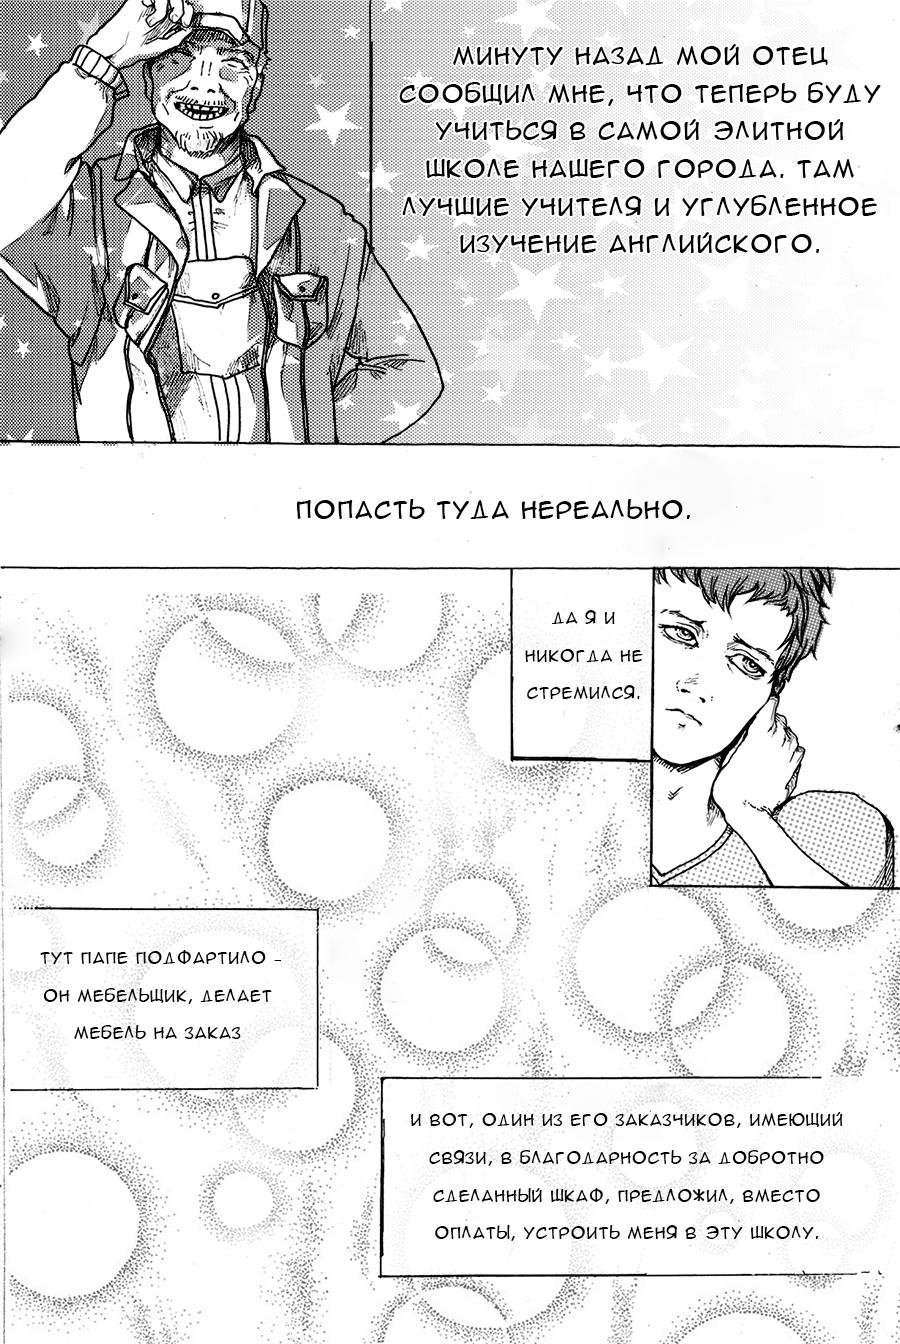 МИНУТУ НАЗАД МОЙ ОТЕЦ
СООБЩИЛ МНЕ, ЧТО ТЕПЕРЬ БУДУ
УЧИТЬСЯ В САМОЙ ЭЛИТНОЙ
ШКОЛЕ НАШЕГО ГОРОДА. ТАМ
ЛУЧШИЕ УЧИТЕЛЯ И УГЛУБЛЕННОЕ
ИЗУЧЕНИЕ АНГЛИЙСКОГО.
ПОПАСТЬ ТУДА НЕРЕАЛЬНО.
ДА Я И
НИКОГДА НЕ
СТРЕМИЛСЯ.
ТУТ ПАПЕ ПОДФАРТИЛО -
ОН МЕБЕЛЬЩИК, ДЕЛАЕТ
МЕБЕЛЬ НА ЗАКАЗ
И ВОТ, ОДИН ИЗ ЕГО ЗАКАЗЧИКОВ, ИМЕЮЩИЙ
СВЯЗИ, В БЛАГОДАРНОСТЬ ЗА ДОБРОТНО
СДЕЛАННЫЙ ШКАФ, ПРЕДЛОЖИЛ, ВМЕСТО
ОПЛАТЫ, УСТРОИТЬ МЕНЯ В ЭТУ ШКОЛУ.